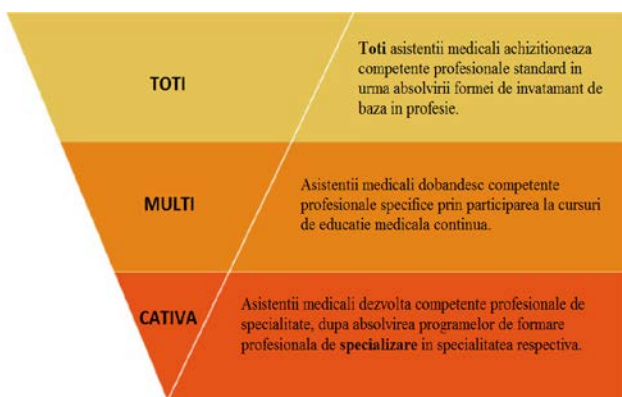 TOTI
Toti asistentii medicali achizitioneaza
competente profesionale standard in
urma absolvirii formei de invatamant de
baza in profesie.
MULTI
Asistentii medicali dobandesc competente
profesionale specifice prin participarea la cursuri
de educatie medicala continua.
CATIVA
Asistentii medicali dezvolta competente profesionale de
specialitate, dupa absolvirea programelor de formare
profesionala de specializare in specialitatea respectiva.